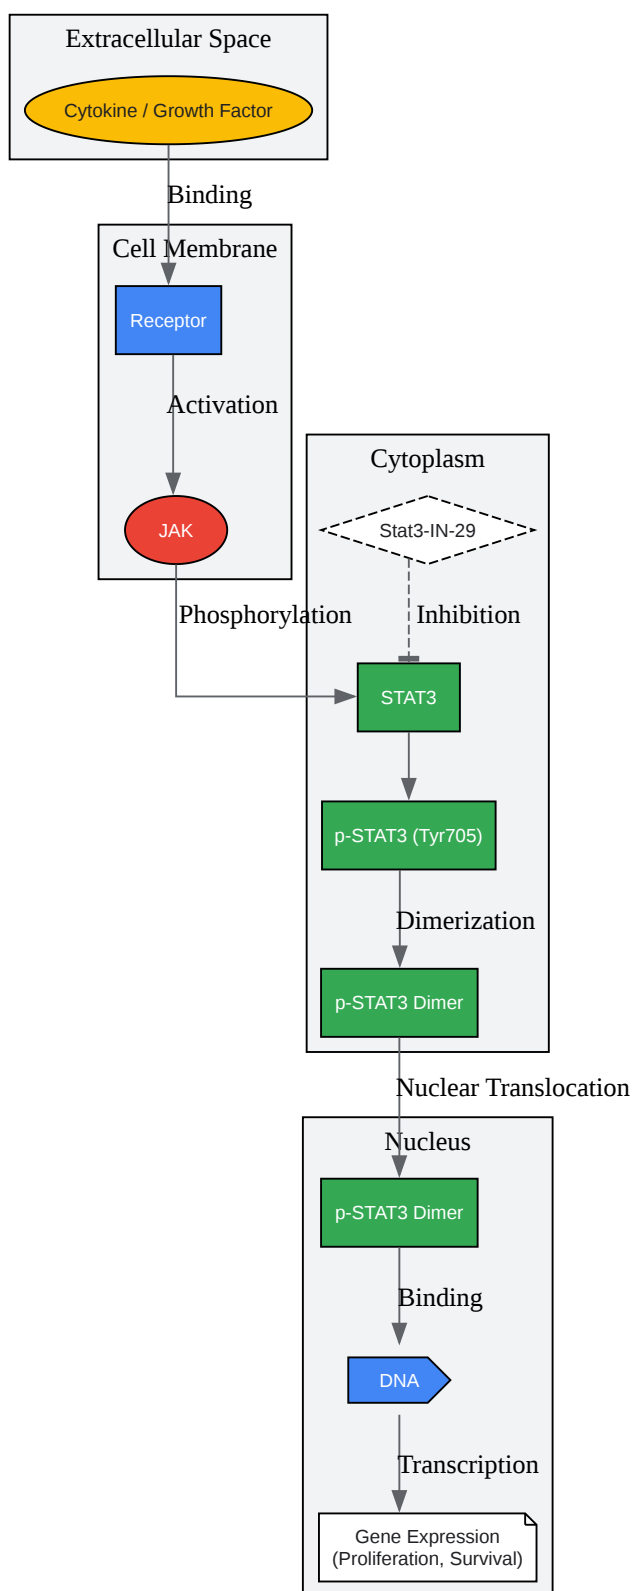 Extracellular Space
Cytokine / Growth Factor
Binding
Cell Membrane
Receptor
Activation
JAK
Cytoplasm
Stat3-IN-29
Phosphorylation
Inhibition
STAT3
p-STAT3 (Tyr705)
Dimerization
p-STAT3 Dimer
Nuclear Translocation
Nucleus
p-STAT3 Dimer
Binding
DNA
Transcription
Gene Expression
(Proliferation, Survival)